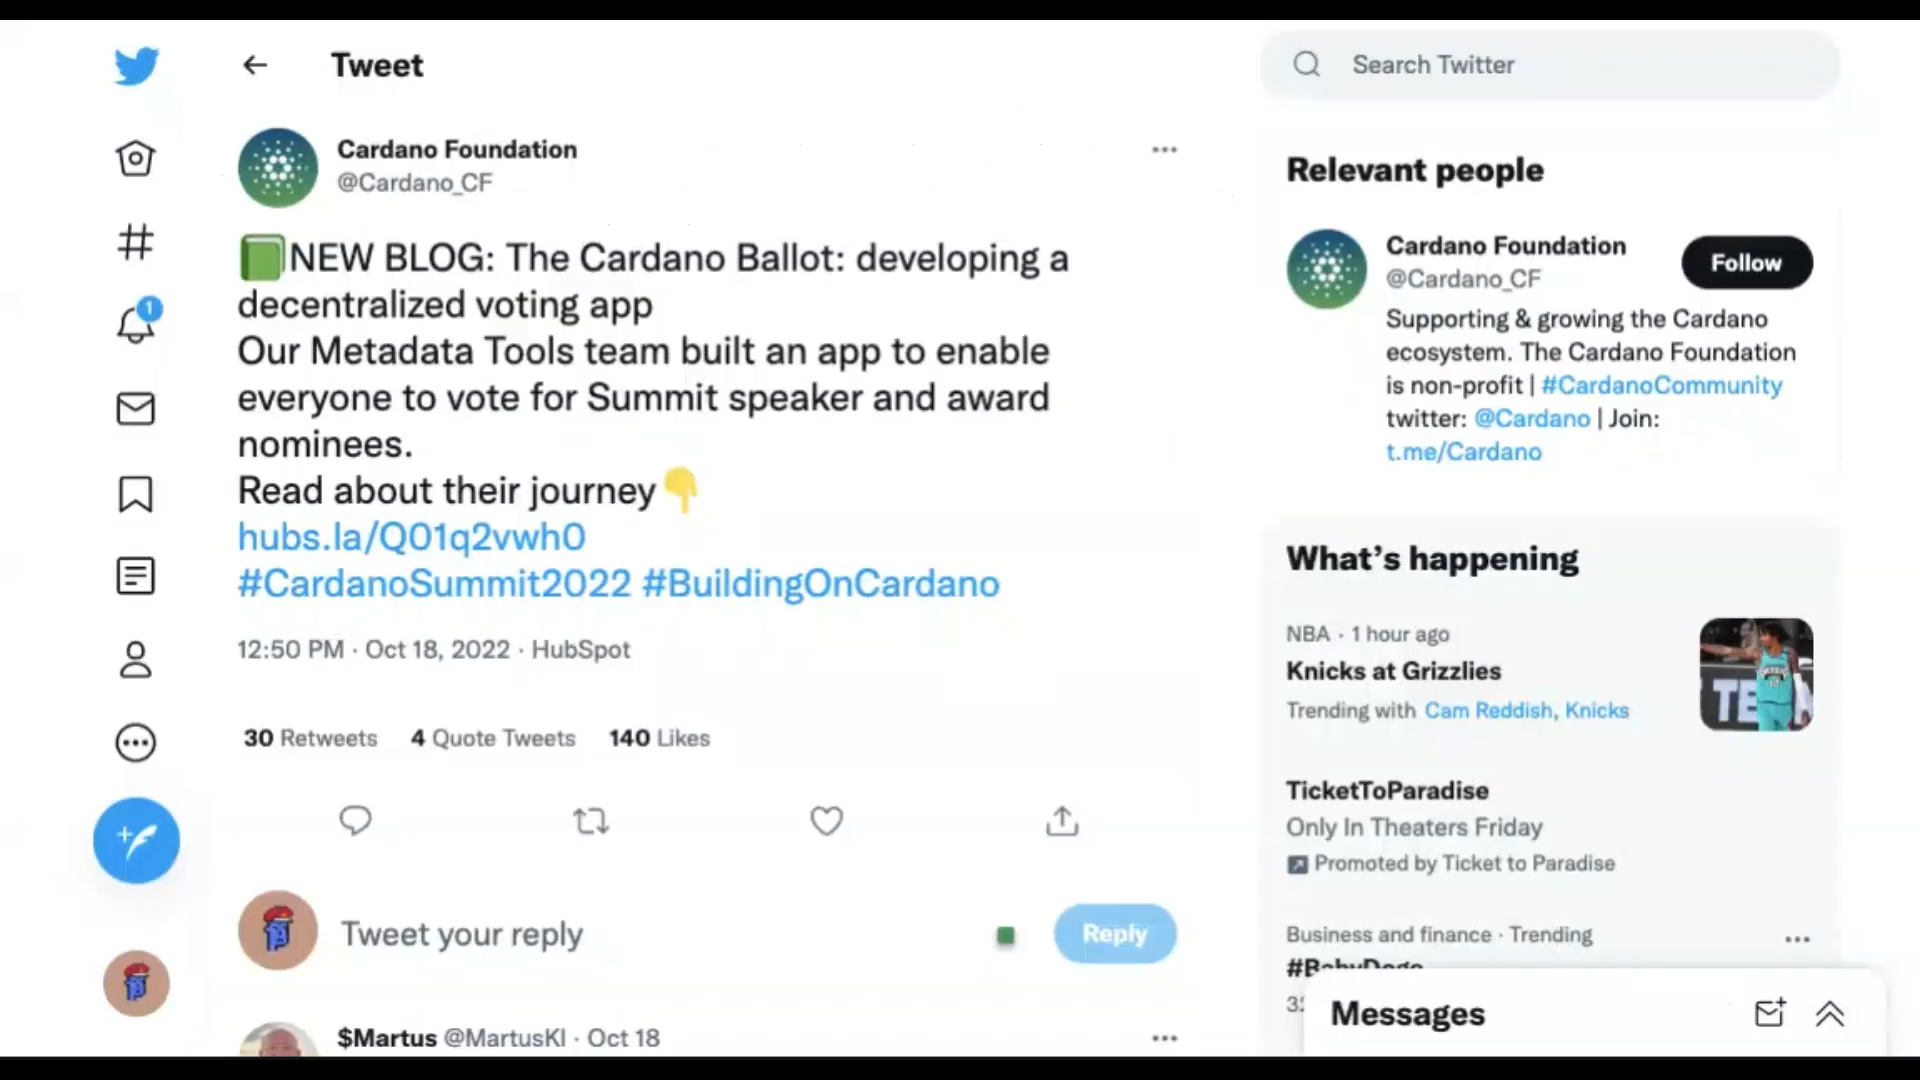 Tweet
Search Twitter
Cardano Foundation
@Cardano_CF
NEW BLOG: The Cardano Ballot: developing a
decentralized voting app
Our Metadata Tools team built an app to enable
everyone to vote for Summit speaker and award
nominees.
Read about their journey
hubs.la/Q01q2vwh0
#CardanoSummit2022 #BuildingOnCardano
12:50 PM · Oct 18, 2022 · HubSpot
30 Retweets 4 Quote Tweets 140 Likes
Tweet your reply
Reply
$Martus @MartusKI · Oct 18
1
Relevant people
Cardano Foundation
@Cardano_CF
Follow
Supporting & growing the Cardano
ecosystem. The Cardano Foundation
is non-profit | #CardanoCommunity
twitter: @Cardano | Join:
t.me/Cardano
What's happening
NBA · 1 hour ago
Knicks at Grizzlies
Trending with Cam Reddish, Knicks
TicketToParadise
Only In Theaters Friday
Promoted by Ticket to Paradise
Business and finance · Trending
#BabyDoge
Messages